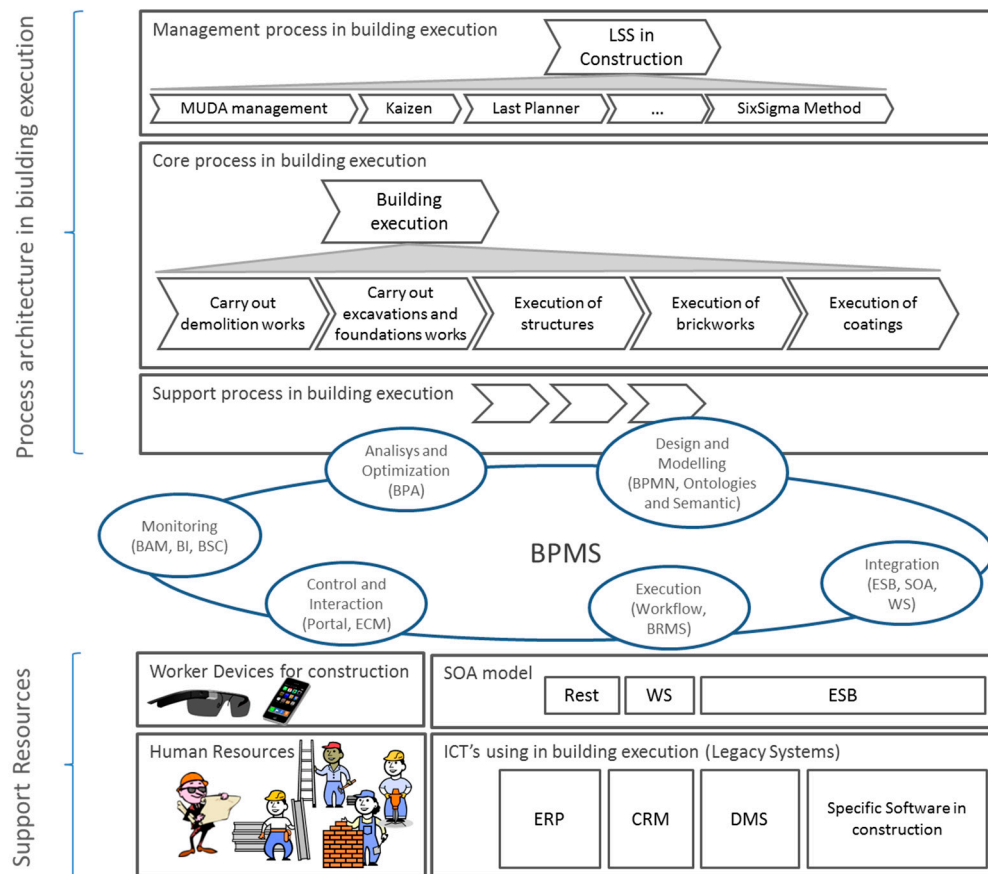 Process architecture in biulding execution
Management process in building execution
LSS in
Construction
MUDA management
Kaizen
Last Planner
...
SixSigma Method
Core process in building execution
Building
execution
Carry out
demolition works
Carry out
excavations and
foundations works
Execution of
structures
Execution of
brickworks
Execution of
coatings
Support process in building execution
Analisys and
Optimization
(BPA)
Design and
Modelling
(BPMN, Ontologies
and Semantic)
Monitoring
(BAM, BI, BSC)
BPMS
Integration
(ESB, SOA,
WS)
Control and
Interaction
(Portal, ECM)
Execution
(Workflow,
BRMS)
Support Resources
Worker Devices for construction
SOA model
Rest
WS
ESB
Human Resources
ICT's using in building execution (Legacy Systems)
ERP
CRM
DMS
Specific Software in
construction